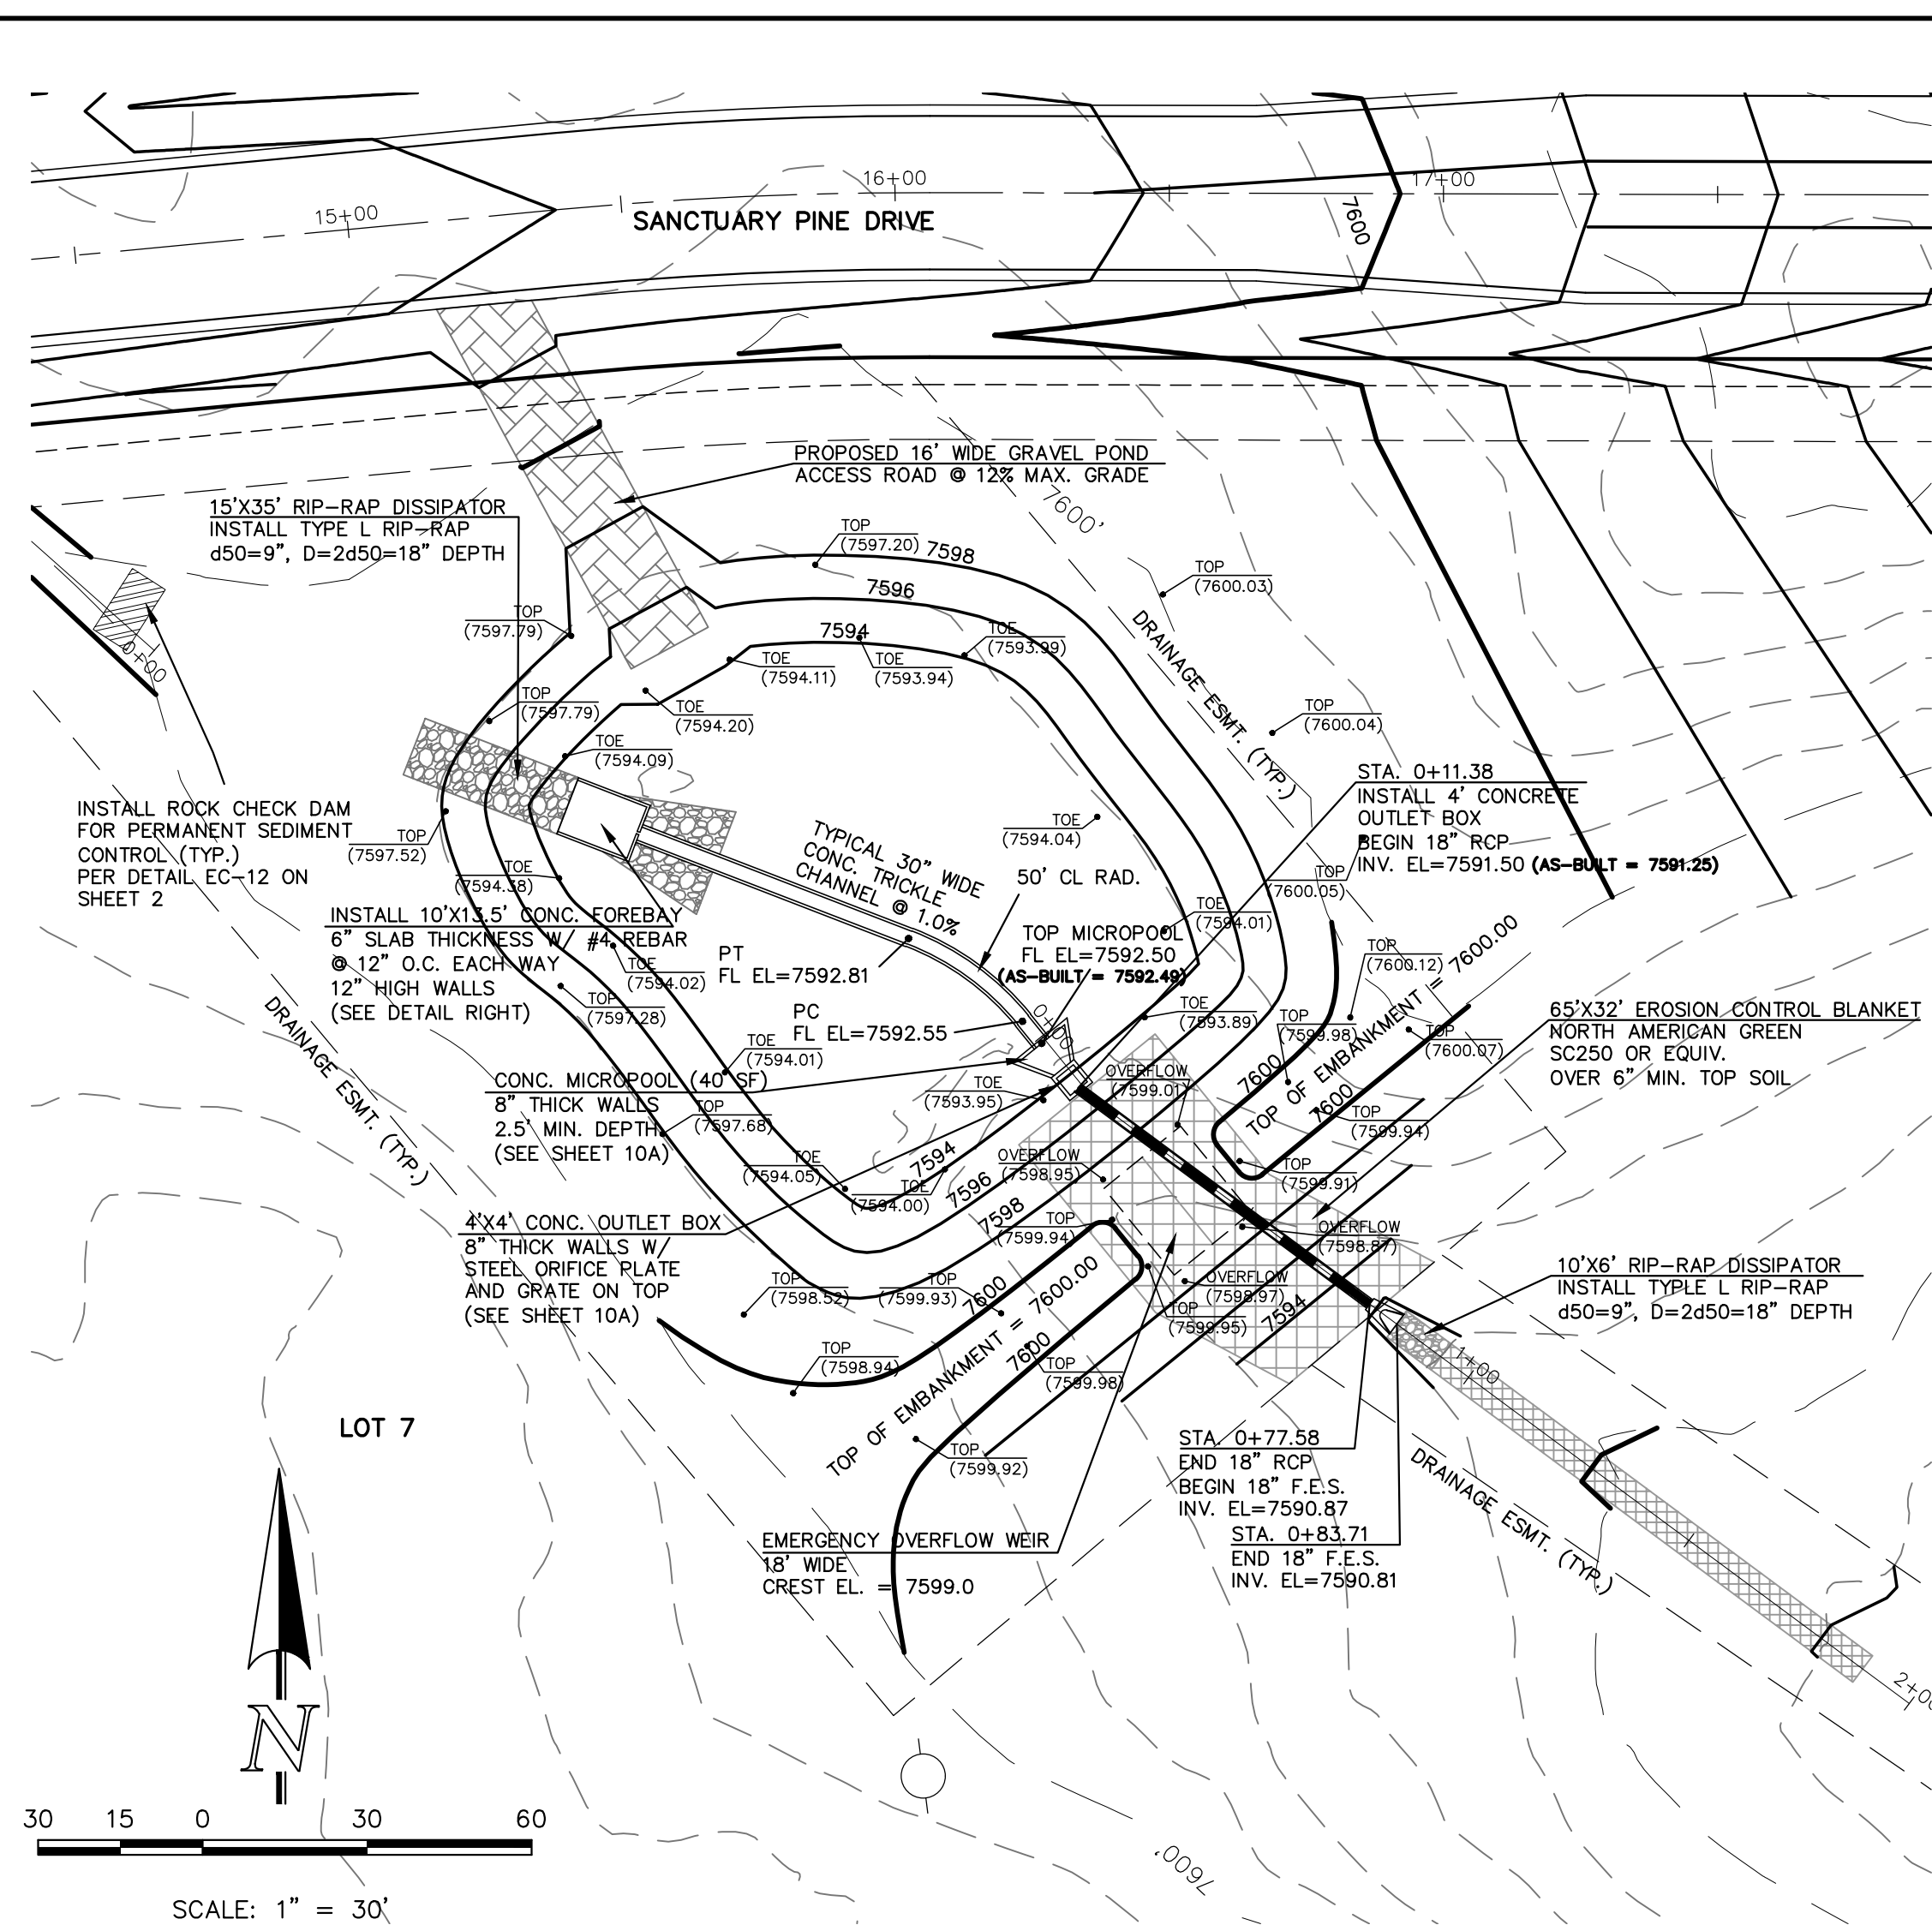 16+00
17+00
15+00
SANCTUARY PINE DRIVE
7600
PROPOSED 16' WIDE GRAVEL POND
ACCESS ROAD @ 12% MAX. GRADE
7600'
15'X35' RIP-RAP DISSIPATOR
INSTALL TYPE L RIP-RAP
d50=9", D=2d50=18" DEPTH
TOP
(7597.20)
7598
7596
7594
TOP
(7600.03)
TOP
(7597.79)
TOE
(7593.99)
TOE
(7594.11)
TOE
(7593.94)
0+00
DRAINAGE ESMT. (TYP.)
TOP
(7597.79)
TOE
(7594.20)
TOP
(7600.04)
TOE
(7594.09)
STA. 0+11.38
INSTALL 4' CONCRETE
OUTLET BOX
BEGIN 18" RCP
INV. EL=7591.50 (AS-BUILT = 7591.25)
INSTALL ROCK CHECK DAM
FOR PERMANENT SEDIMENT
CONTROL (TYP.)
PER DETAIL EC-12 ON
SHEET 2
TOP
(7597.52)
TYPICAL 30" WIDE
CONC. TRICKLE
CHANNEL @ 1.0%
TOE
(7594.04)
50' CL RAD.
TOP
(7600.05)
TOE
(7594.38)
TOE
(7594.01)
INSTALL 10'X13.5' CONC. FOREBAY
6" SLAB THICKNESS W/ #4 REBAR
@ 12" O.C. EACH WAY
12" HIGH WALLS
(SEE DETAIL RIGHT)
TOE
(7594.02)
PT
FL EL=7592.81
TOP MICROPOOL
FL EL=7592.50
(AS-BUILT = 7592.49)
TOP
(7600.12)
TOP
(7597.28)
PC
FL EL=7592.55
0+00
TOE
(7593.89)
TOP
(7599.98)
TOP OF EMBANKMENT = 7600.00
TOP
(7600.07)
65'X32' EROSION CONTROL BLANKET
NORTH AMERICAN GREEN
SC250 OR EQUIV.
OVER 6" MIN. TOP SOIL
DRAINAGE ESMT. (TYP.)
TOE
(7594.01)
CONC. MICROPOOL (40 SF)
8" THICK WALLS
2.5' MIN. DEPTH
(SEE SHEET 10A)
TOE
(7593.95)
OVERFLOW
(7599.01)
7600
7600
TOP
(7597.68)
TOP
(7599.94)
TOE
(7594.05)
TOE
(7594.00)
7594
7596
7598
OVERFLOW
(7598.95)
TOP
(7599.91)
4'X4' CONC. OUTLET BOX
8" THICK WALLS W/
STEEL ORIFICE PLATE
AND GRATE ON TOP
(SEE SHEET 10A)
TOP
(7599.94)
OVERFLOW
(7598.87)
TOP
(7598.52)
TOP
(7599.93)
7600
OVERFLOW
(7598.97)
TOP
(7599.95)
7594
10'X6' RIP-RAP DISSIPATOR
INSTALL TYPLE L RIP-RAP
d50=9", D=2d50=18" DEPTH
TOP
(7598.94)
TOP OF EMBANKMENT = 7600.00
7600
TOP
(7599.98)
1+00
LOT 7
TOP
(7599.92)
STA. 0+77.58
END 18" RCP
BEGIN 18" F.E.S.
INV. EL=7590.87
DRAINAGE ESMT. (TYP.)
STA. 0+83.71
END 18" F.E.S.
INV. EL=7590.81
EMERGENCY OVERFLOW WEIR
18' WIDE
CREST EL. = 7599.0
N
2+00
30 15 0 30 60
7600'
SCALE: 1" = 30'